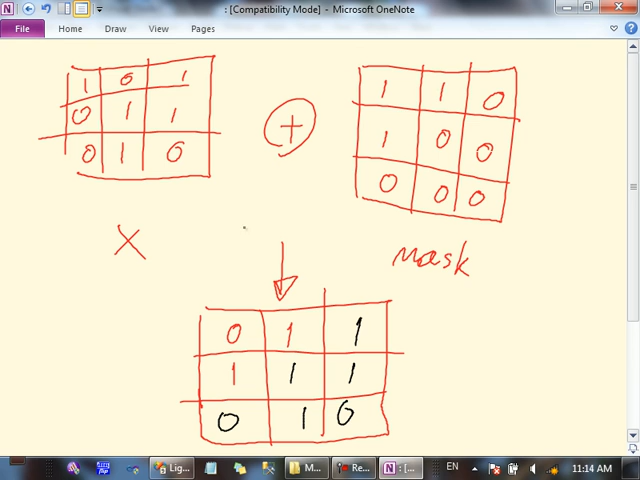 : [Compatibility Mode] - Microsoft OneNote
File Home Draw View Pages
1 0 1 1 1 0
0 1 1 + 1 0 0
0 1 0 0 0 0
X mask
0 1 1
1 1 1
0 1 0
Lig... M... Re... : [... EN 11:14 AM